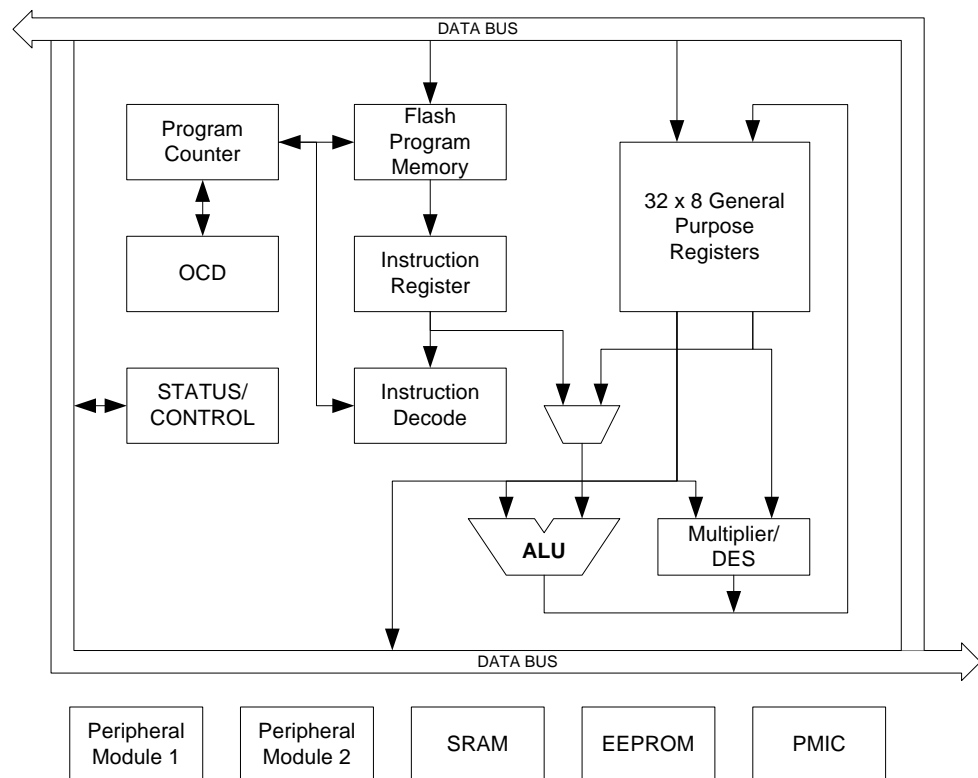 DATA BUS
Program
Counter
Flash
Program
Memory
32 x 8 General
Purpose
Registers
OCD
Instruction
Register
STATUS/
CONTROL
Instruction
Decode
ALU
Multiplier/
DES
DATA BUS
Peripheral
Module 1
Peripheral
Module 2
SRAM
EEPROM
PMIC